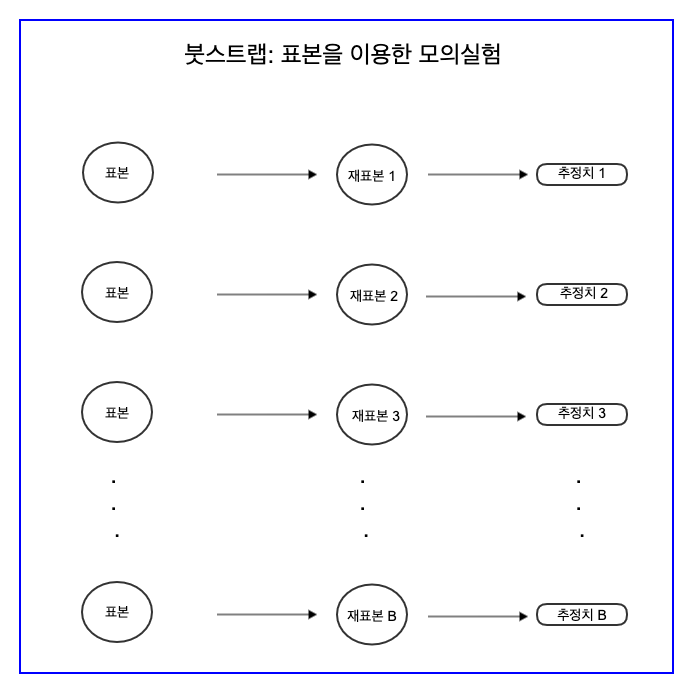 붓스트랩: 표본을 이용한 모의실험
표본 재표본 1 추정치 1
표본 재표본 2 추정치 2
표본 재표본 3 추정치 3
. . .
. . .
. . .
표본 재표본 B 추정치 B